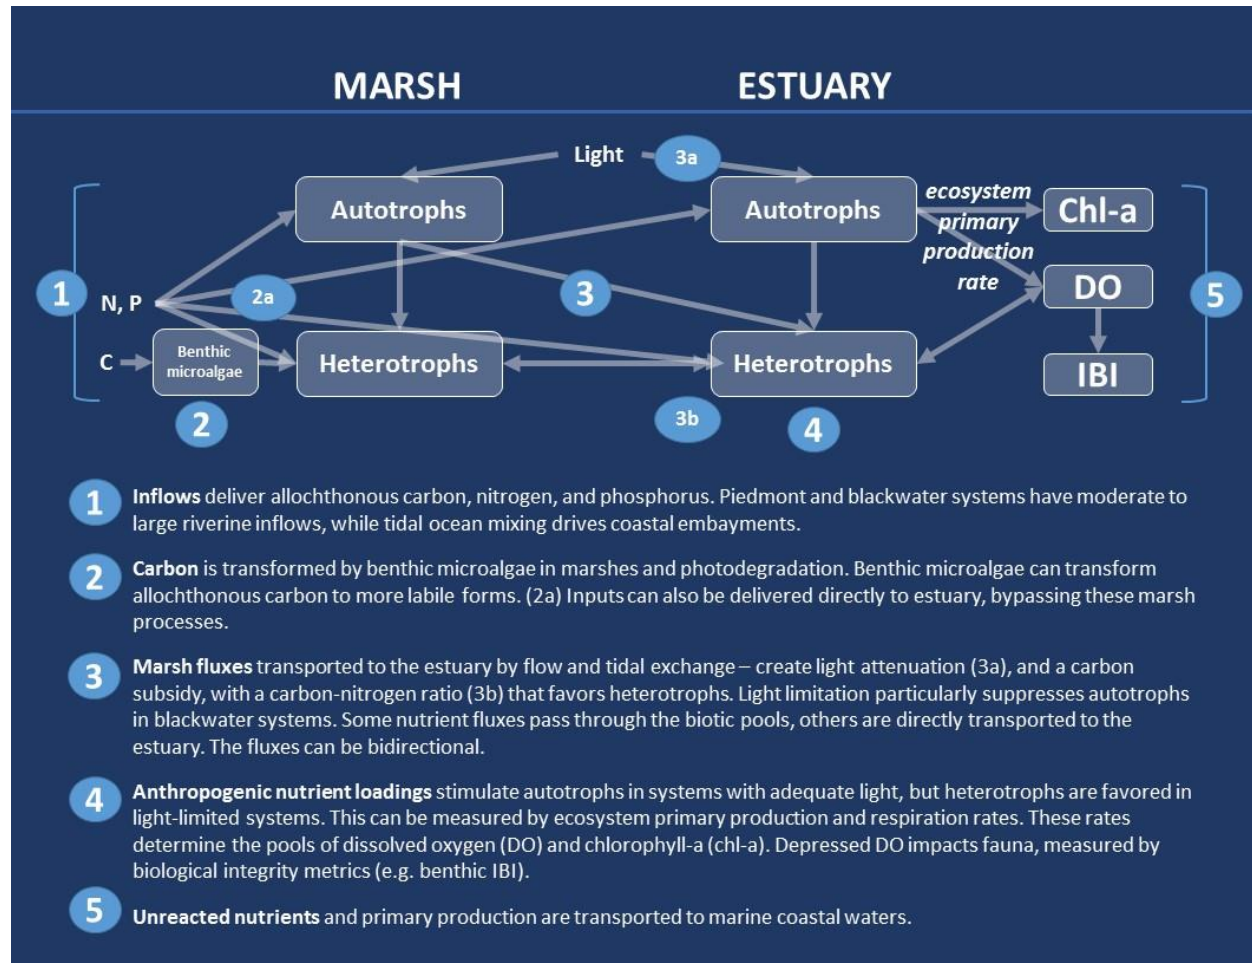 MARSH
ESTUARY
Light
3a
Autotrophs
Autotrophs
ecosystem
primary
production
rate
Chl-a
1
N, P
2a
3
DO
5
C
Benthic
microalgae
Heterotrophs
Heterotrophs
IBI
2
3b
4
1
Inflows deliver allochthonous carbon, nitrogen, and phosphorus. Piedmont and blackwater systems have moderate to
large riverine inflows, while tidal ocean mixing drives coastal embayments.
2
Carbon is transformed by benthic microalgae in marshes and photodegradation. Benthic microalgae can transform
allochthonous carbon to more labile forms. (2a) Inputs can also be delivered directly to estuary, bypassing these marsh
processes.
3
Marsh fluxes transported to the estuary by flow and tidal exchange – create light attenuation (3a), and a carbon
subsidy, with a carbon-nitrogen ratio (3b) that favors heterotrophs. Light limitation particularly suppresses autotrophs
in blackwater systems. Some nutrient fluxes pass through the biotic pools, others are directly transported to the
estuary. The fluxes can be bidirectional.
4
Anthropogenic nutrient loadings stimulate autotrophs in systems with adequate light, but heterotrophs are favored in
light-limited systems. This can be measured by ecosystem primary production and respiration rates. These rates
determine the pools of dissolved oxygen (DO) and chlorophyll-a (chl-a). Depressed DO impacts fauna, measured by
biological integrity metrics (e.g. benthic IBI).
5
Unreacted nutrients and primary production are transported to marine coastal waters.